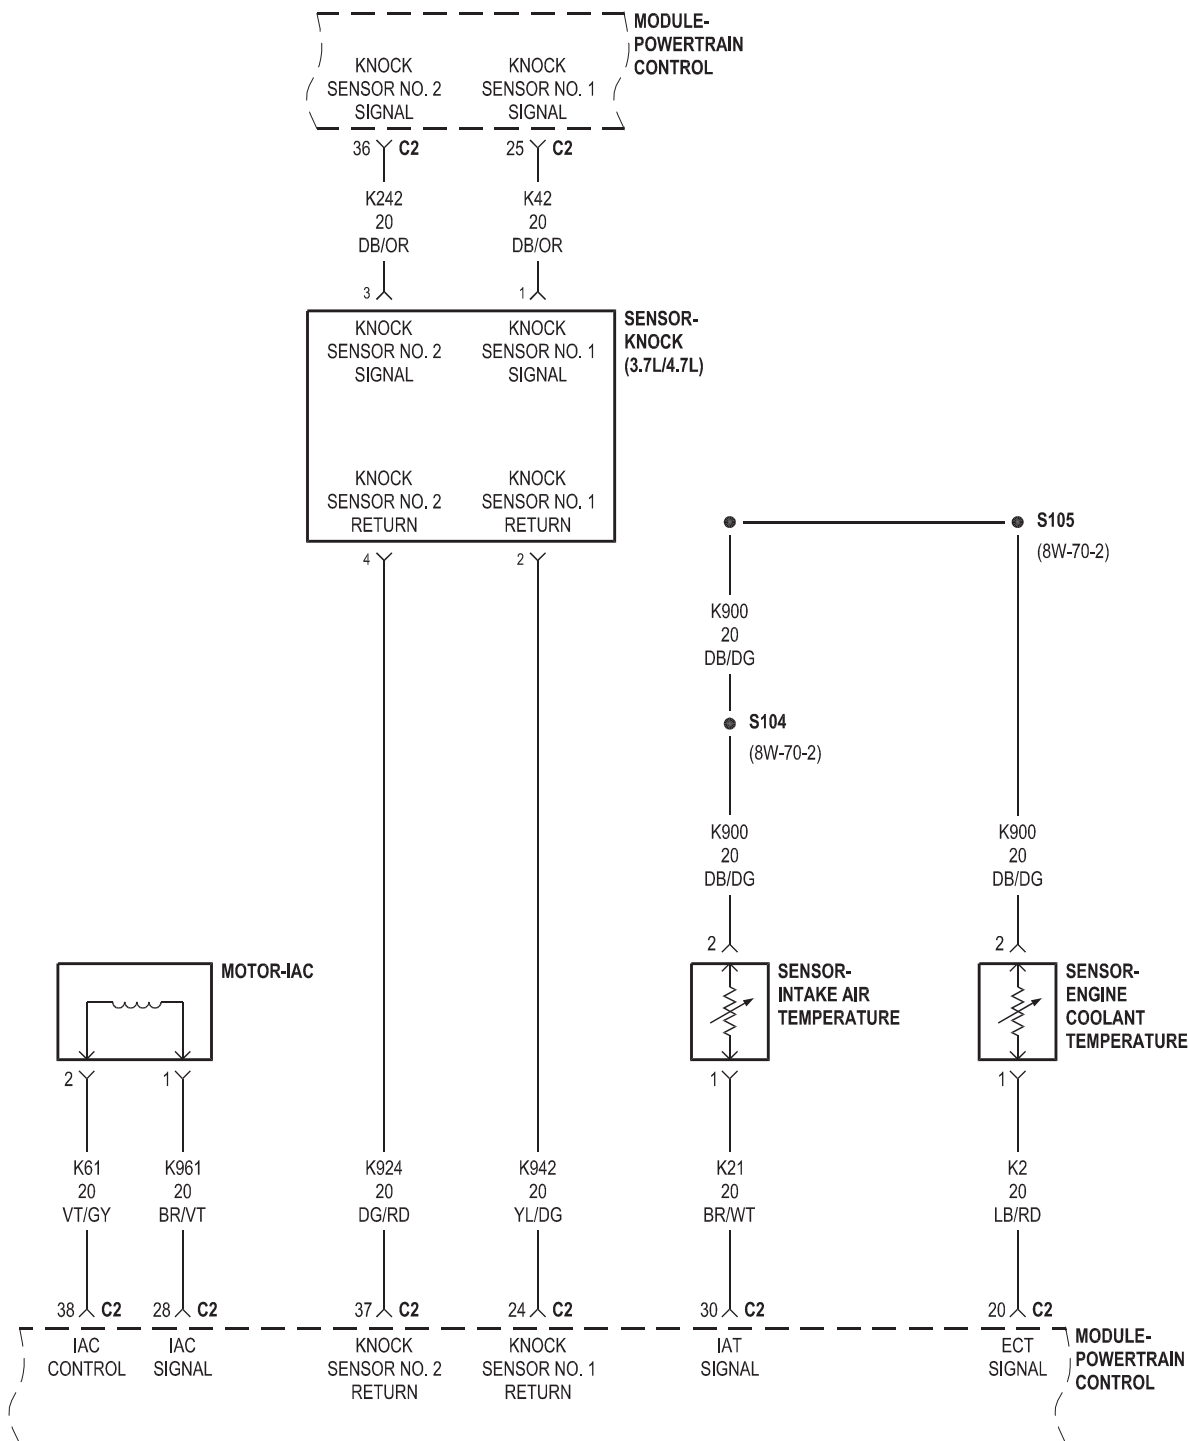 MODULE-
POWERTRAIN
CONTROL
KNOCK
SENSOR NO. 2
SIGNAL
KNOCK
SENSOR NO. 1
SIGNAL
36 C2
25 C2
K242
20
DB/OR
K42
20
DB/OR
3
1
SENSOR-
KNOCK
(3.7L/4.7L)
KNOCK
SENSOR NO. 2
SIGNAL
KNOCK
SENSOR NO. 1
SIGNAL
KNOCK
SENSOR NO. 2
RETURN
KNOCK
SENSOR NO. 1
RETURN
4
2
S105
(8W-70-2)
K900
20
DB/DG
S104
(8W-70-2)
K900
20
DB/DG
K900
20
DB/DG
2
2
MOTOR-IAC
SENSOR-
INTAKE AIR
TEMPERATURE
SENSOR-
ENGINE
COOLANT
TEMPERATURE
2
1
1
1
K61
20
VT/GY
K961
20
BR/VT
K924
20
DG/RD
K942
20
YL/DG
K21
20
BR/WT
K2
20
LB/RD
38 C2
28 C2
37 C2
24 C2
30 C2
20 C2
IAC
CONTROL
IAC
SIGNAL
KNOCK
SENSOR NO. 2
RETURN
KNOCK
SENSOR NO. 1
RETURN
IAT
SIGNAL
ECT
SIGNAL
MODULE-
POWERTRAIN
CONTROL